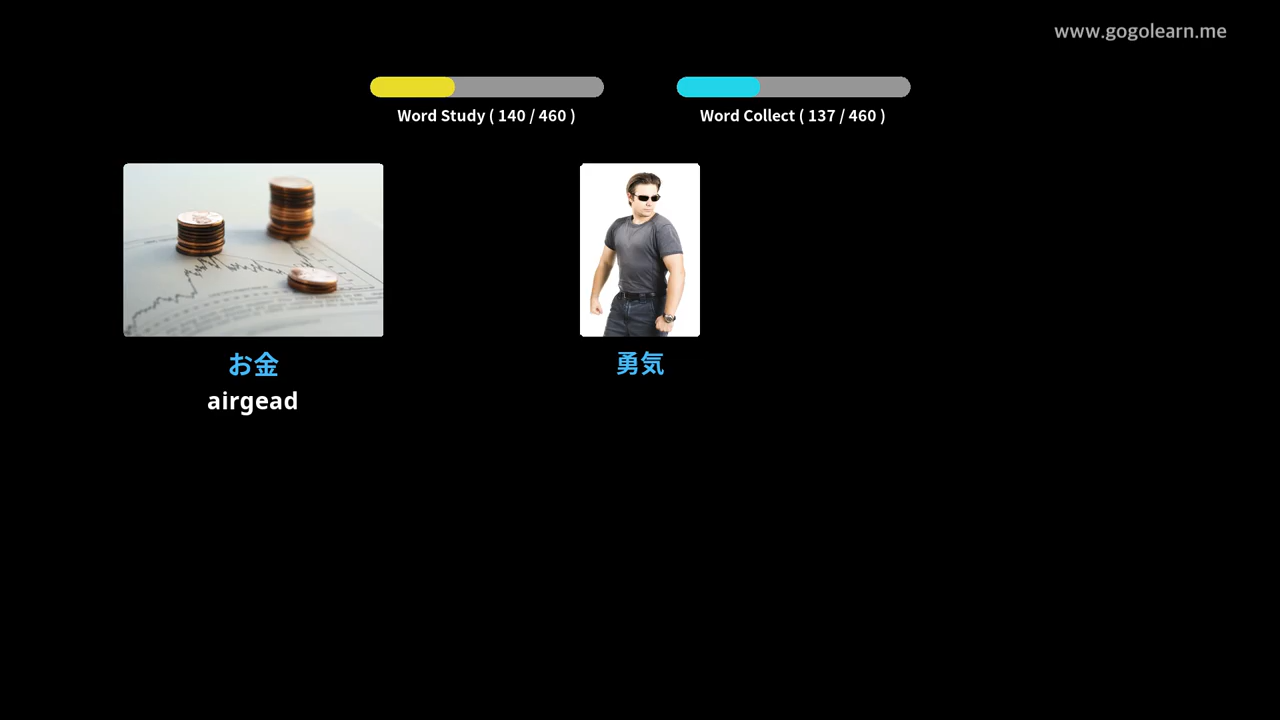 www.gogolearn.me
Word Study ( 140 / 460 )
Word Collect ( 137 / 460 )
お金
airgead
勇気